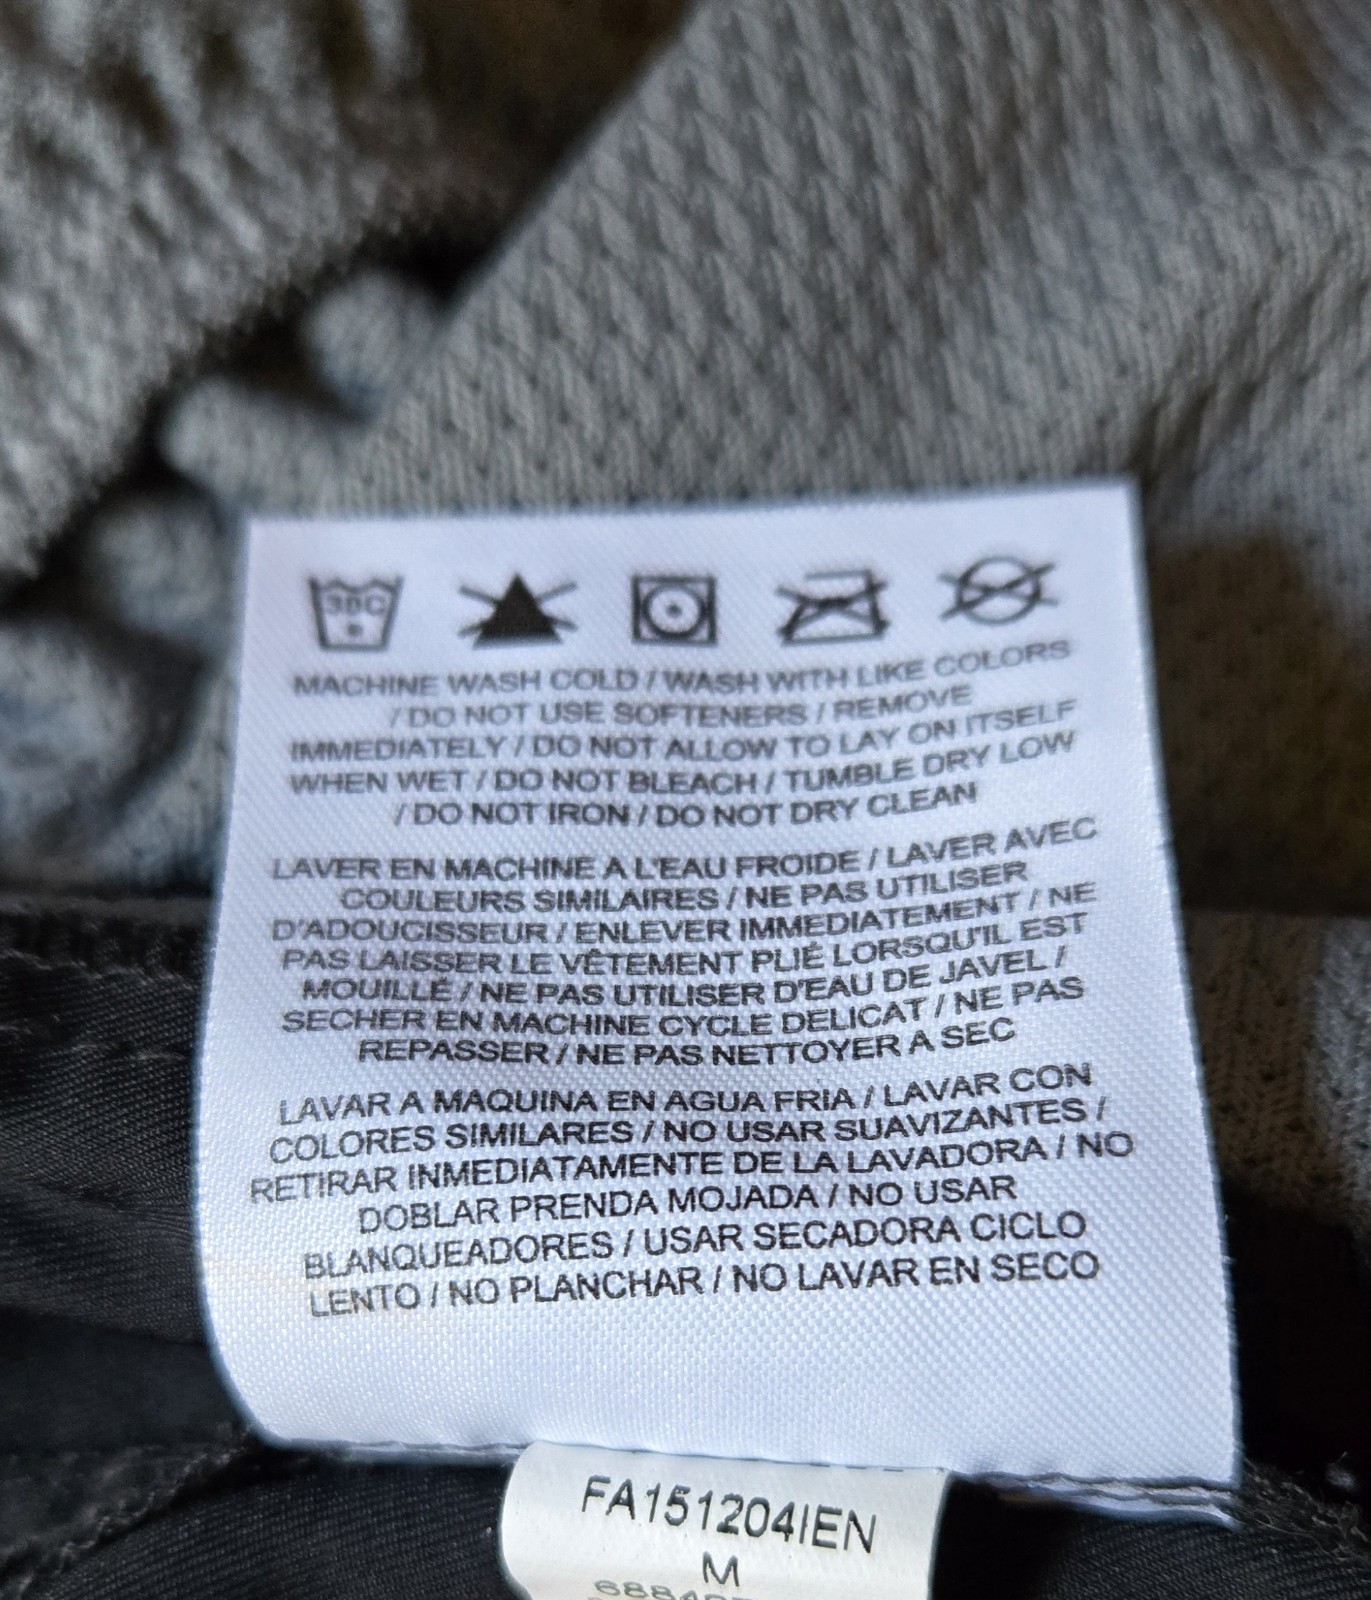 30C
MACHINE WASH COLD / WASH WITH LIKE COLORS
/ DO NOT USE SOFTENERS / REMOVE
IMMEDIATELY / DO NOT ALLOW TO LAY ON ITSELF
WHEN WET / DO NOT BLEACH / TUMBLE DRY LOW
/ DO NOT IRON / DO NOT DRY CLEAN
LAVER EN MACHINE A L'EAU FROIDE / LAVER AVEC
COULEURS SIMILAIRES / NE PAS UTILISER
D'ADOUCISSEUR / ENLEVER IMMEDIATEMENT / NE
PAS LAISSER LE VÊTEMENT PLIÉ LORSQU'IL EST
MOUILLÉ / NE PAS UTILISER D'EAU DE JAVEL /
SECHER EN MACHINE CYCLE DELICAT / NE PAS
REPASSER / NE PAS NETTOYER A SEC
LAVAR A MAQUINA EN AGUA FRIA / LAVAR CON
COLORES SIMILARES / NO USAR SUAVIZANTES /
RETIRAR INMEDIATAMENTE DE LA LAVADORA / NO
DOBLAR PRENDA MOJADA / NO USAR
BLANQUEADORES / USAR SECADORA CICLO
LENTO / NO PLANCHAR / NO LAVAR EN SECO
FA151204IEN
M